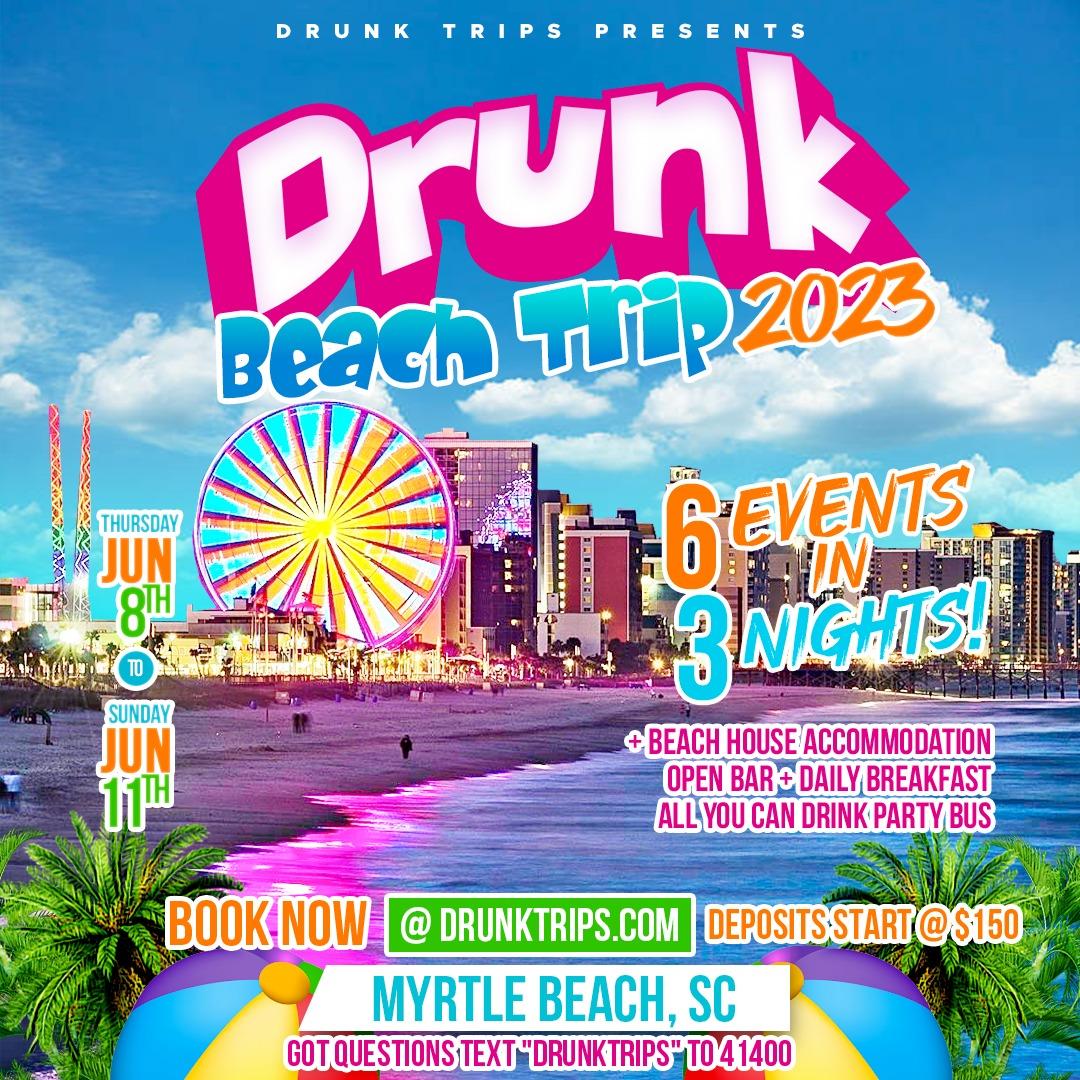 DRUNK TRIPS PRESENTS
Drunk
Beach Trip 2023
THURSDAY
JUN
8TH
TO
SUNDAY
JUN
11TH
6 EVENTS
IN
3 NIGHTS!
+ BEACH HOUSE ACCOMMODATION
OPEN BAR + DAILY BREAKFAST
ALL YOU CAN DRINK PARTY BUS
BOOK NOW @ DRUNKTRIPS.COM DEPOSITS START @ $150
MYRTLE BEACH, SC
GOT QUESTIONS TEXT "DRUNKTRIPS" TO 41400